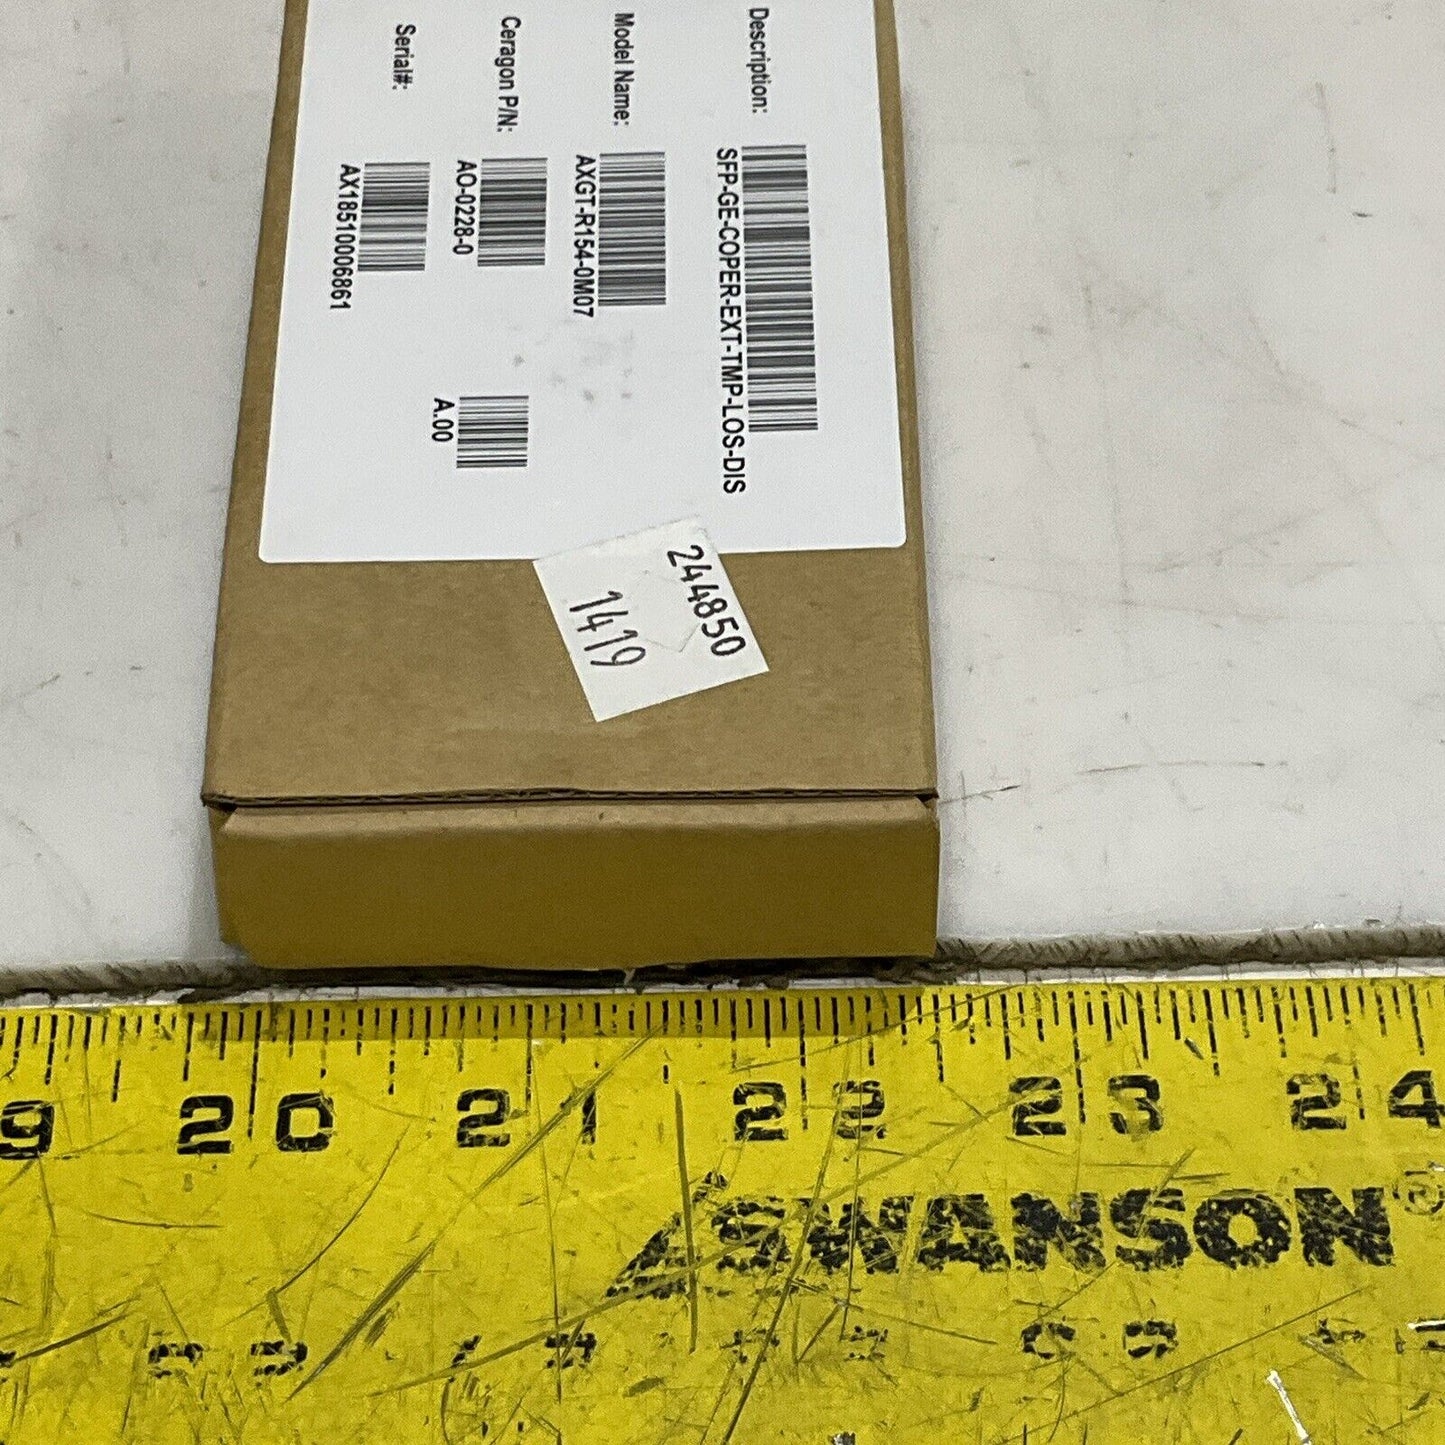 Description:
SFP-GE-COPER-EXT-TMP-LOS-DIS
Model Name:
AXGT-R154-0M07
Ceragon P/N:
AO-0228-0
A.00
Serial#:
AX18510006861
244850
1419
9 20 21 22 23 24
SWANSON